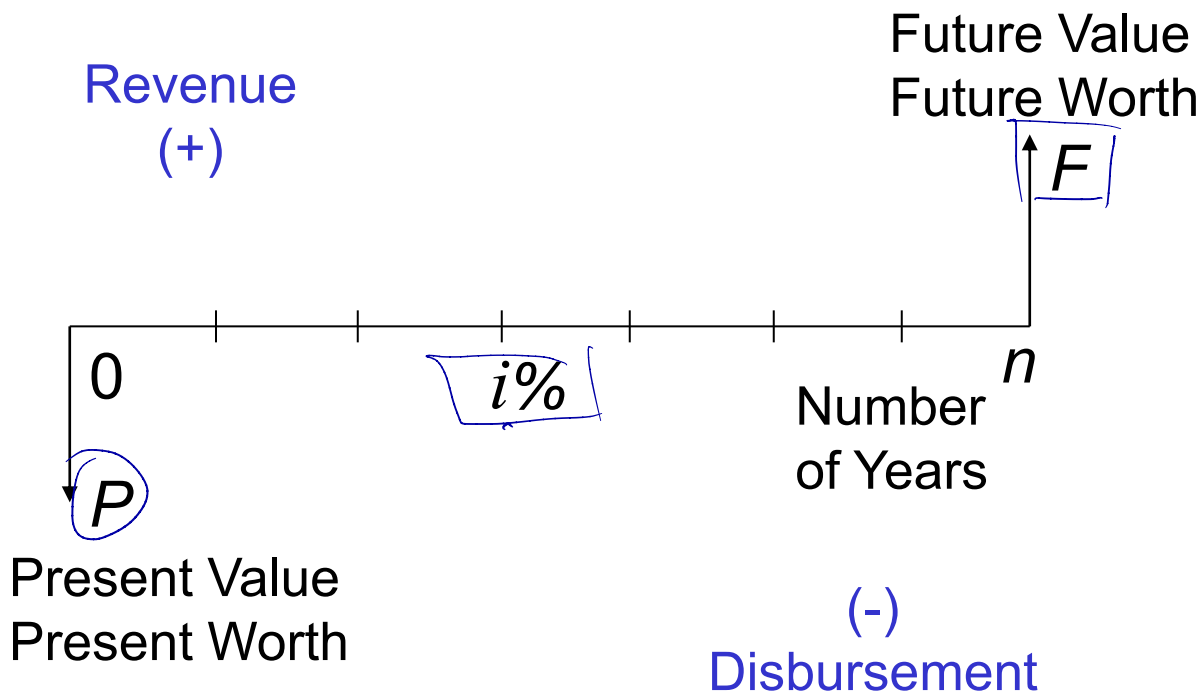 Future Value
Future Worth
Revenue
(+)
F
0
i%
n
Number
of Years
P
Present Value
Present Worth
(-)
Disbursement